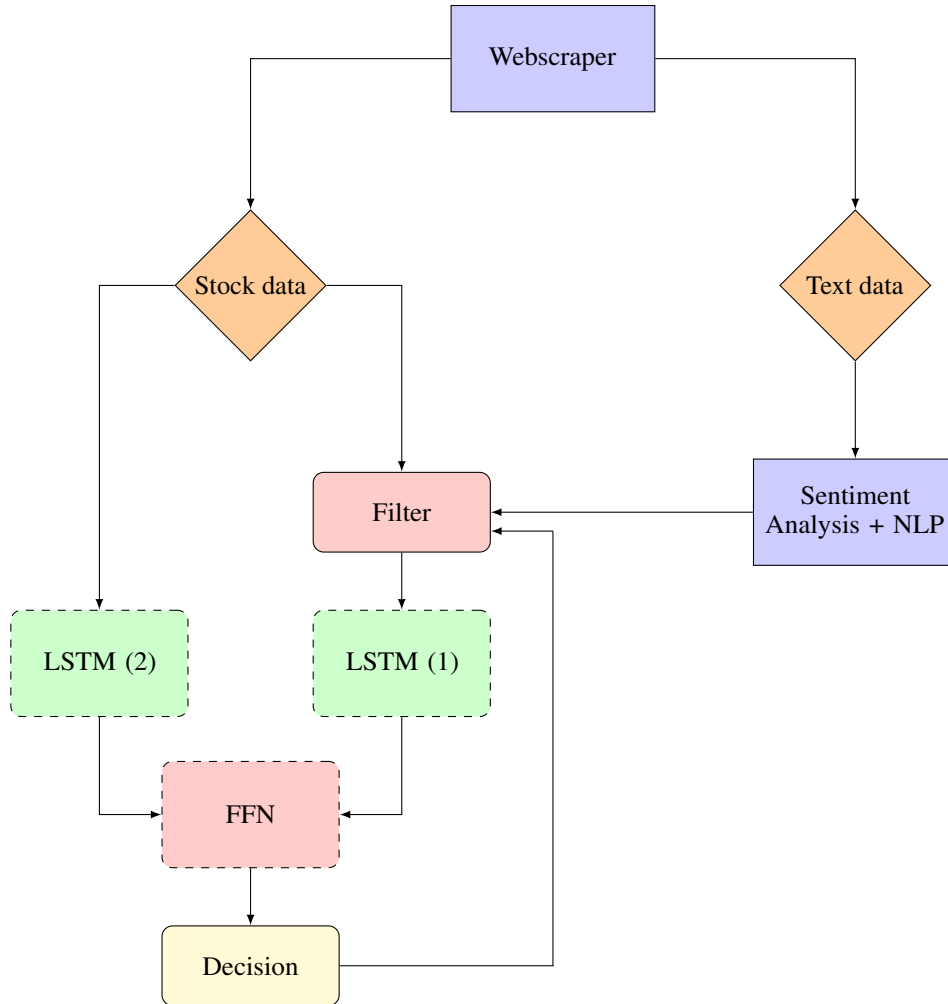 Webscraper
Stock data
Text data
Filter
Sentiment
Analysis + NLP
LSTM (2)
LSTM (1)
FFN
Decision